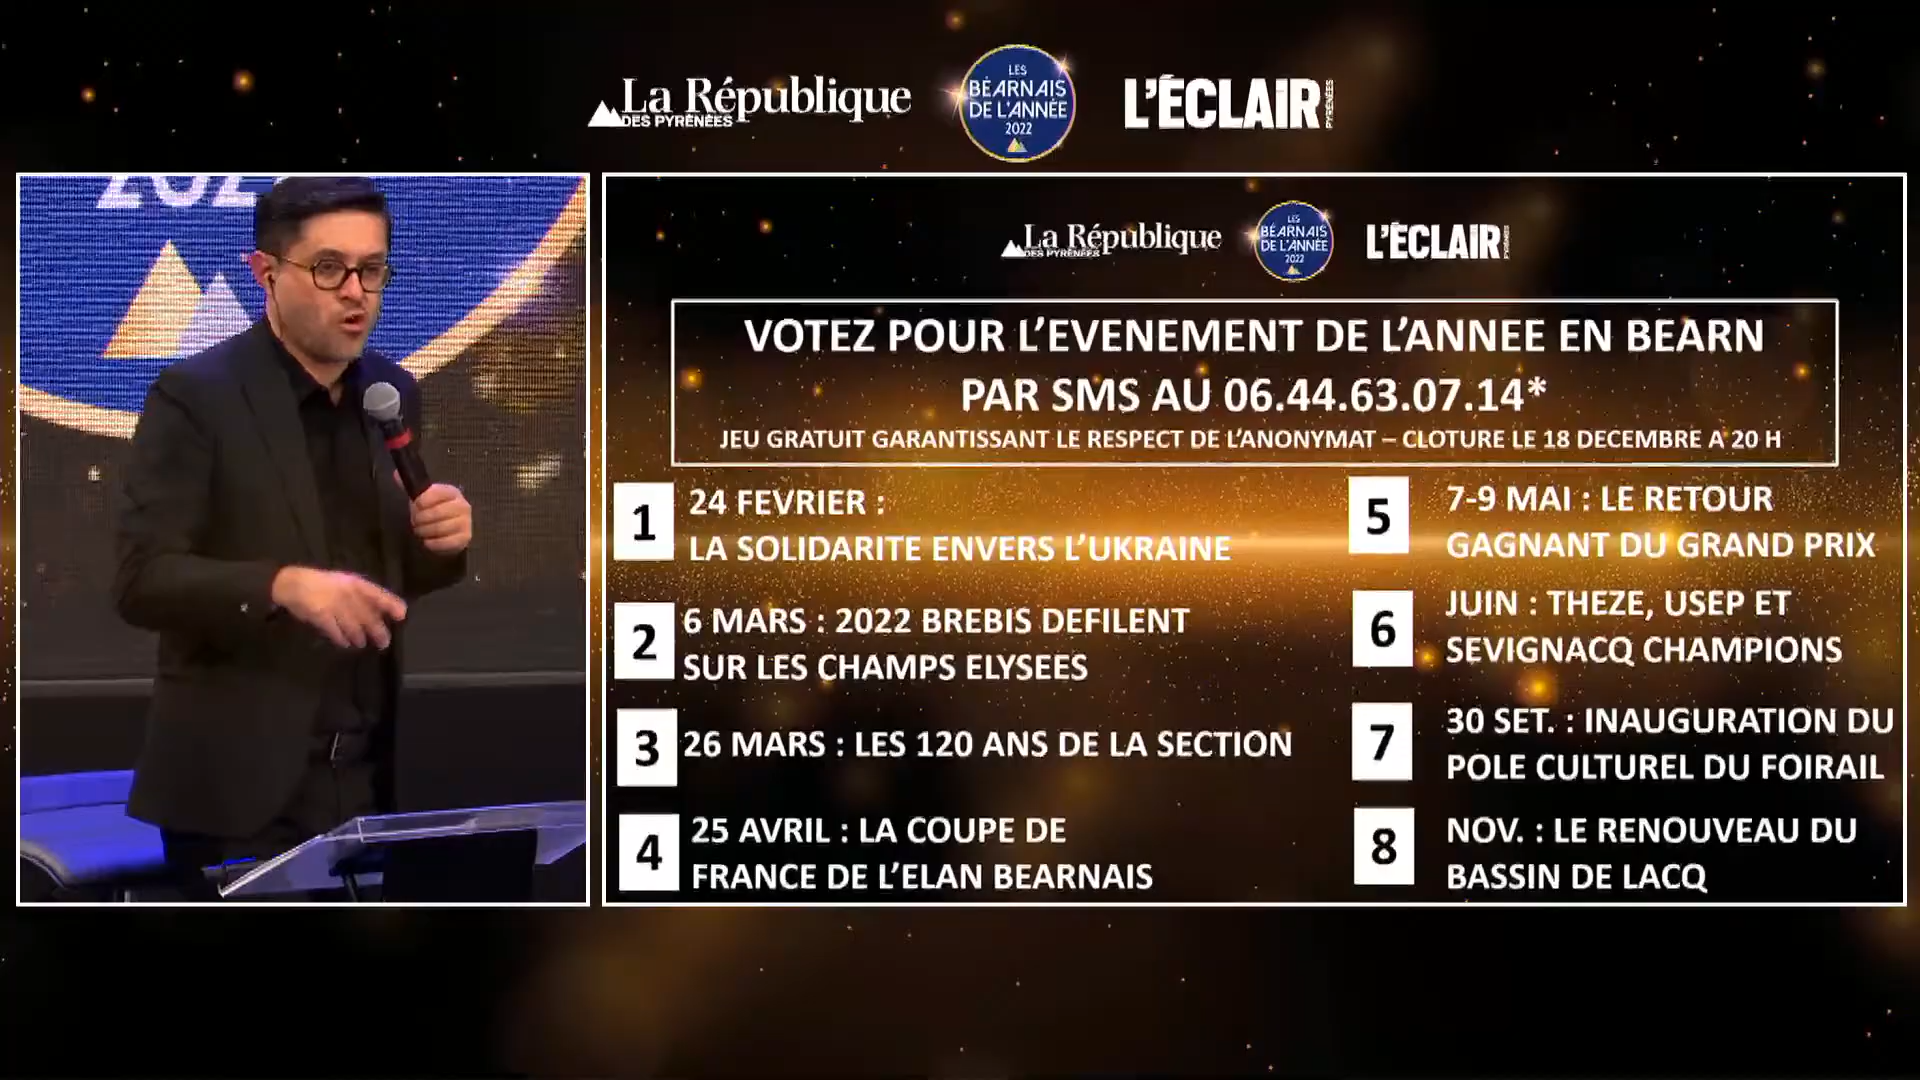 La République
DES PYRÉNÉES
LES
BÉARNAIS
DE L'ANNÉE
2022
L'ÉCLAIR
PYRÉNÉES
La République
DES PYRÉNÉES
LES
BÉARNAIS
DE L'ANNÉE
2022
L'ÉCLAIR
VOTEZ POUR L'EVENEMENT DE L'ANNEE EN BEARN
PAR SMS AU 06.44.63.07.14*
JEU GRATUIT GARANTISSANT LE RESPECT DE L'ANONYMAT – CLOTURE LE 18 DECEMBRE A 20 H
1
24 FEVRIER :
LA SOLIDARITE ENVERS L'UKRAINE
2
6 MARS : 2022 BREBIS DEFILENT
SUR LES CHAMPS ELYSEES
3
26 MARS : LES 120 ANS DE LA SECTION
4
25 AVRIL : LA COUPE DE
FRANCE DE L'ELAN BEARNAIS
5
7-9 MAI : LE RETOUR
GAGNANT DU GRAND PRIX
6
JUIN : THEZE, USEP ET
SEVIGNACQ CHAMPIONS
7
30 SET. : INAUGURATION DU
POLE CULTUREL DU FOIRAIL
8
NOV. : LE RENOUVEAU DU
BASSIN DE LACQ